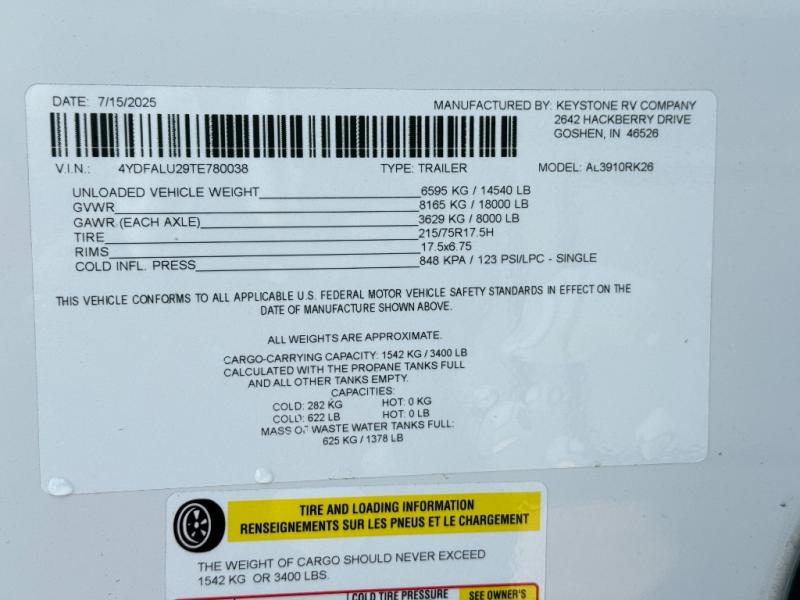 DATE: 7/15/2025 MANUFACTURED BY: KEYSTONE RV COMPANY
2642 HACKBERRY DRIVE
GOSHEN, IN 46526
V.I.N.: 4YDFALU29TE780038 TYPE: TRAILER MODEL: AL3910RK26
UNLOADED VEHICLE WEIGHT 6595 KG / 14540 LB
GVWR 8165 KG / 18000 LB
GAWR (EACH AXLE) 3629 KG / 8000 LB
TIRE 215/75R17.5H
RIMS 17.5x6.75
COLD INFL. PRESS 848 KPA / 123 PSI/LPC - SINGLE
THIS VEHICLE CONFORMS TO ALL APPLICABLE U.S. FEDERAL MOTOR VEHICLE SAFETY STANDARDS IN EFFECT ON THE
DATE OF MANUFACTURE SHOWN ABOVE.
ALL WEIGHTS ARE APPROXIMATE.
CARGO-CARRYING CAPACITY: 1542 KG / 3400 LB
CALCULATED WITH THE PROPANE TANKS FULL
AND ALL OTHER TANKS EMPTY.
CAPACITIES:
COLD: 282 KG HOT: 0 KG
COLD: 622 LB HOT: 0 LB
MASS OF WASTE WATER TANKS FULL:
625 KG / 1378 LB
TIRE AND LOADING INFORMATION
RENSEIGNEMENTS SUR LES PNEUS ET LE CHARGEMENT
THE WEIGHT OF CARGO SHOULD NEVER EXCEED
1542 KG OR 3400 LBS.
COLD TIRE PRESSURE SEE OWNER'S